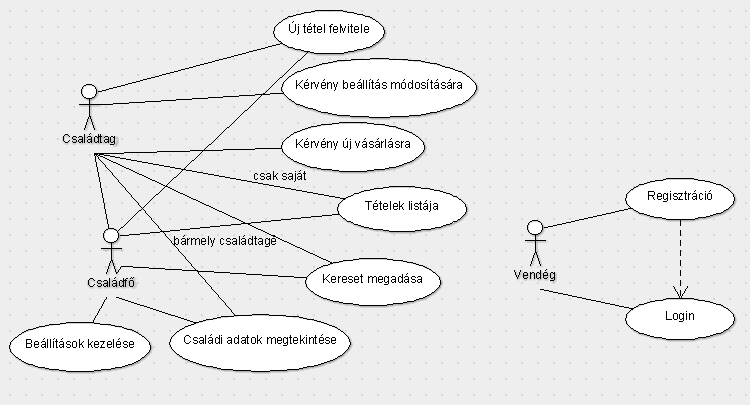 Új tétel felvitele
Kérvény beállítás módosítására
Családtag
Kérvény új vásárlásra
csak saját
Tételek listája
Regisztráció
bármely családtagé
Családfő
Kereset megadása
Vendég
Login
Beállítások kezelése
Családi adatok megtekintése